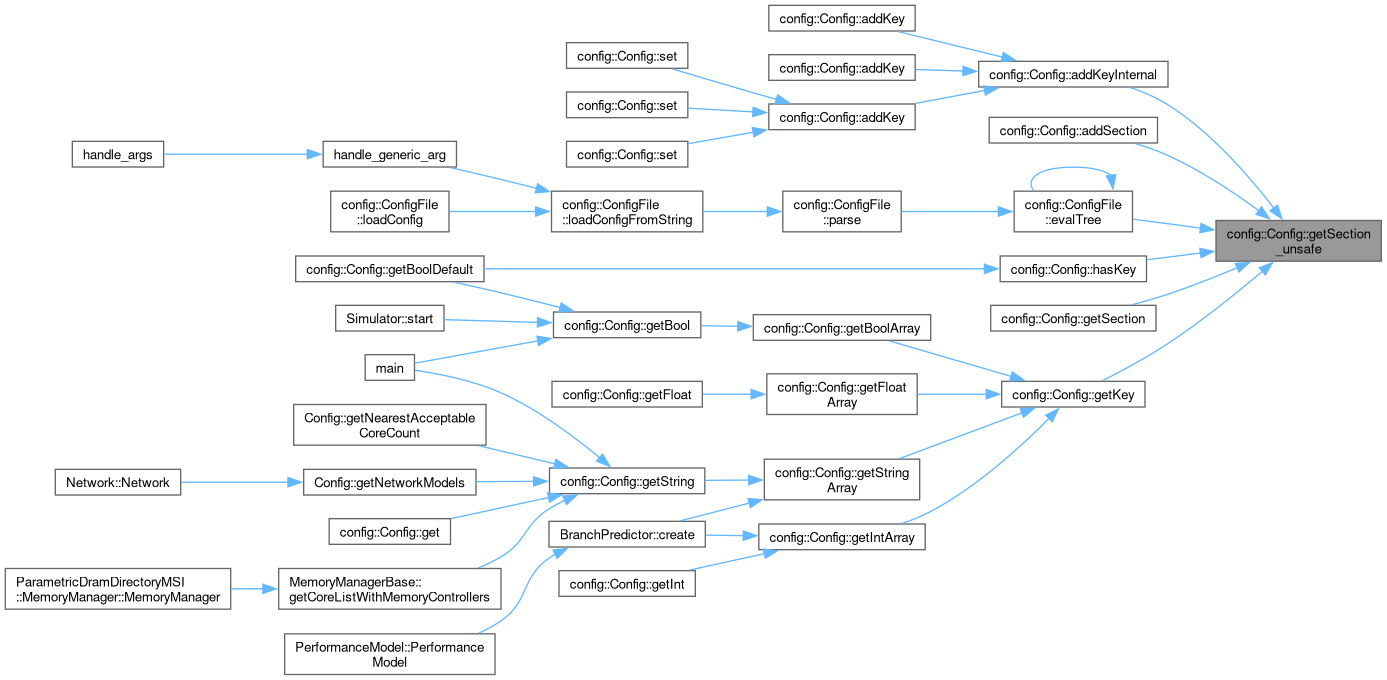 config::Config::addKey
config::Config::set
config::Config::addKey
config::Config::addKeyInternal
config::Config::set
config::Config::addKey
config::Config::addSection
handle_args
handle_generic_arg
config::Config::set
config::ConfigFile
::loadConfig
config::ConfigFile
::loadConfigFromString
config::ConfigFile
::parse
config::ConfigFile
::evalTree
config::Config::getSection
_unsafe
config::Config::getBoolDefault
config::Config::hasKey
Simulator::start
config::Config::getBool
config::Config::getBoolArray
config::Config::getSection
main
config::Config::getFloat
config::Config::getFloat
Array
config::Config::getKey
Config::getNearestAcceptable
CoreCount
Network::Network
Config::getNetworkModels
config::Config::getString
config::Config::getString
Array
config::Config::get
BranchPredictor::create
config::Config::getIntArray
ParametricDramDirectoryMSI
::MemoryManager::MemoryManager
MemoryManagerBase::
getCoreListWithMemoryControllers
config::Config::getInt
PerformanceModel::Performance
Model